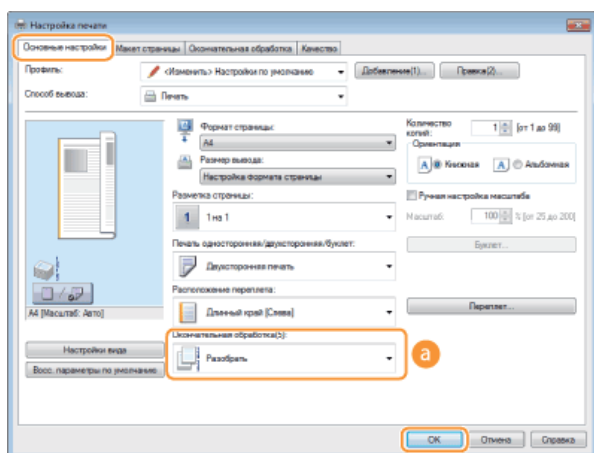 Настройка печати
Основные настройки Макет страницы Окончательная обработка Качество
Профиль: <Изменить> Настройки по умолчанию Добавление(1)... Правка(2)...
Способ вывода: Печать
Формат страницы:
A4
Размер вывода:
Настройка формата страницы
Разметка страницы:
1 1 на 1
Печать односторонняя/двухсторонняя/буклет:
Двухсторонняя печать
Расположение переплета:
Длинный край [Слева]
Окончательная обработка(5):
Разобрать
a
Количество копий: 1 [от 1 до 99]
Ориентация
A Книжная A Альбомная
Ручная настройка масштаба
Масштаб: 100 % [от 25 до 200]
Буклет...
Переплет...
A4 [Масштаб: Авто]
Настройки вида
Восс. параметры по умолчанию
OK Отмена Справка